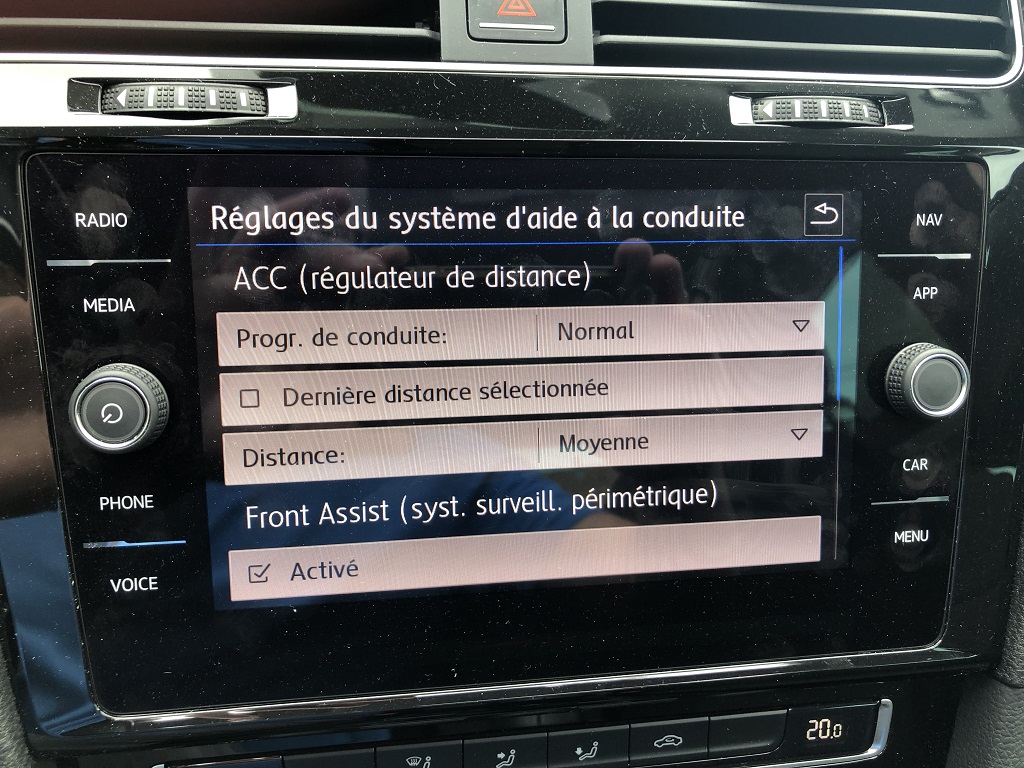 RADIO
MEDIA
PHONE
VOICE
Réglages du système d'aide à la conduite
ACC (régulateur de distance)
Progr. de conduite: Normal
Dernière distance sélectionnée
Distance: Moyenne
Front Assist (syst. surveill. périmétrique)
Activé
NAV
APP
CAR
MENU
20.0